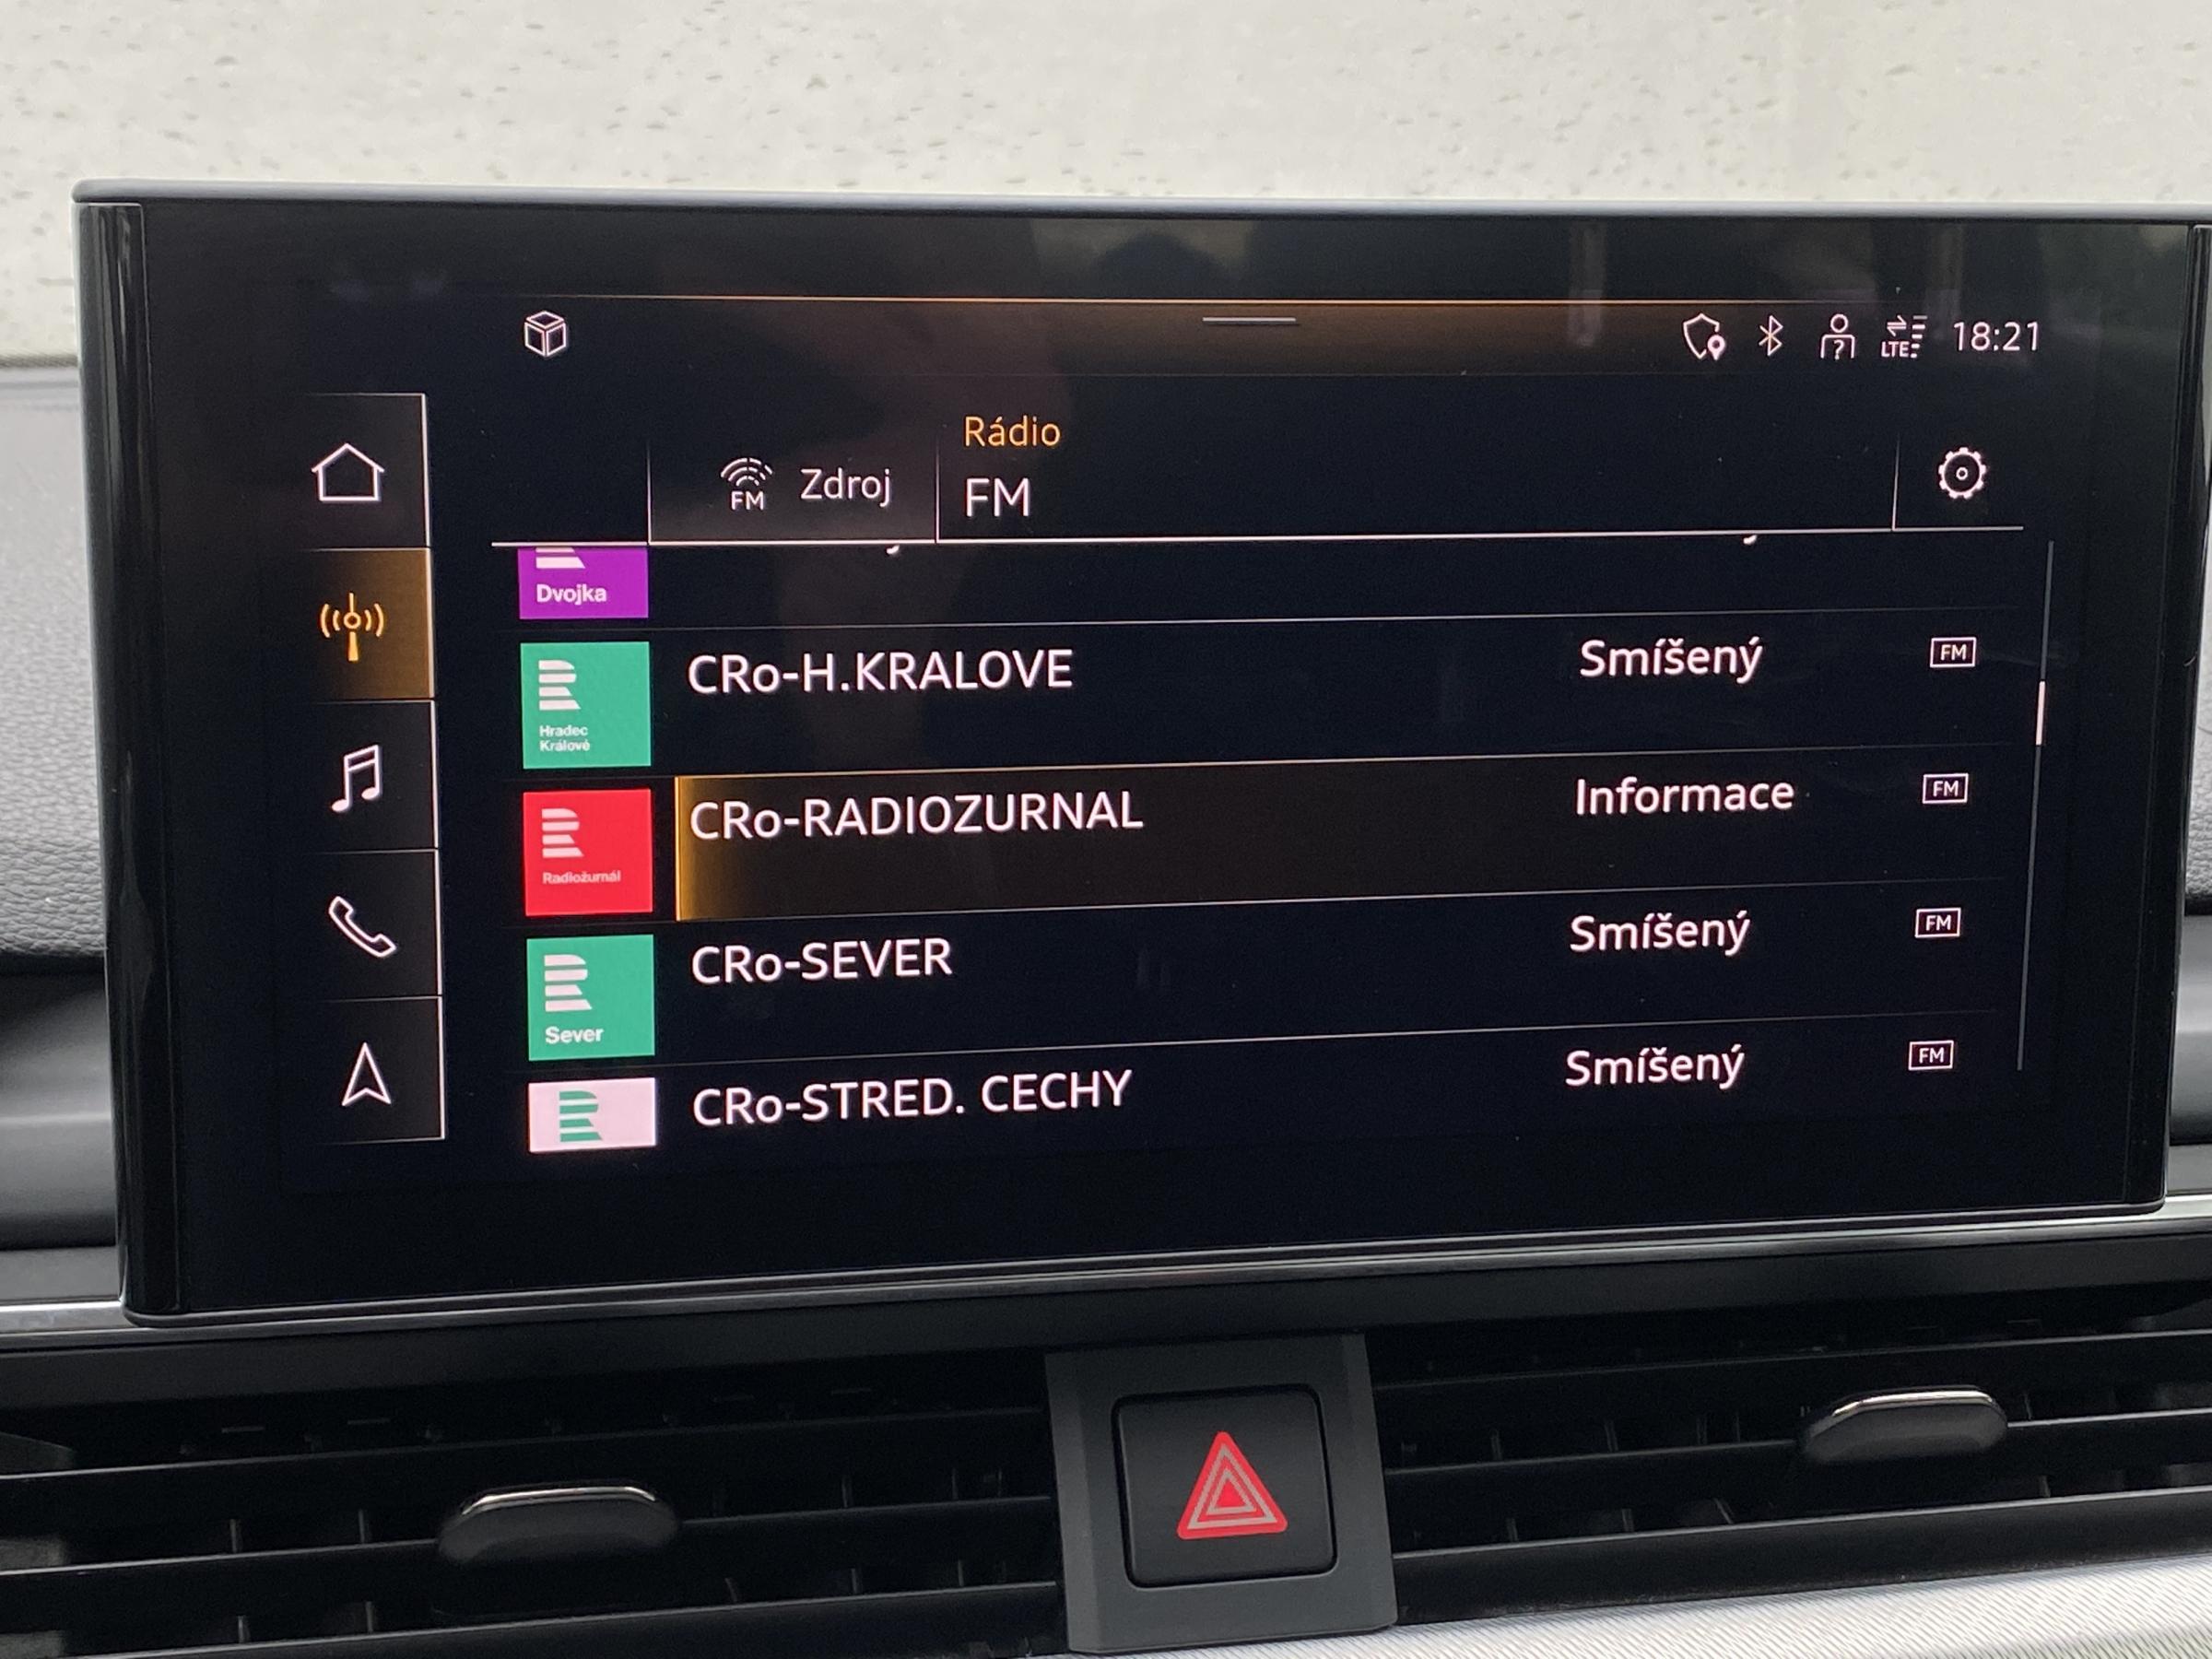 LTE 18:21
Rádio
FM Zdroj
FM
Dvojka
CRo-H.KRALOVE Smíšený FM
Hradec
Králové
CRo-RADIOZURNAL Informace FM
Radiožurnál
CRo-SEVER Smíšený FM
Sever
CRo-STRED. CECHY Smíšený FM